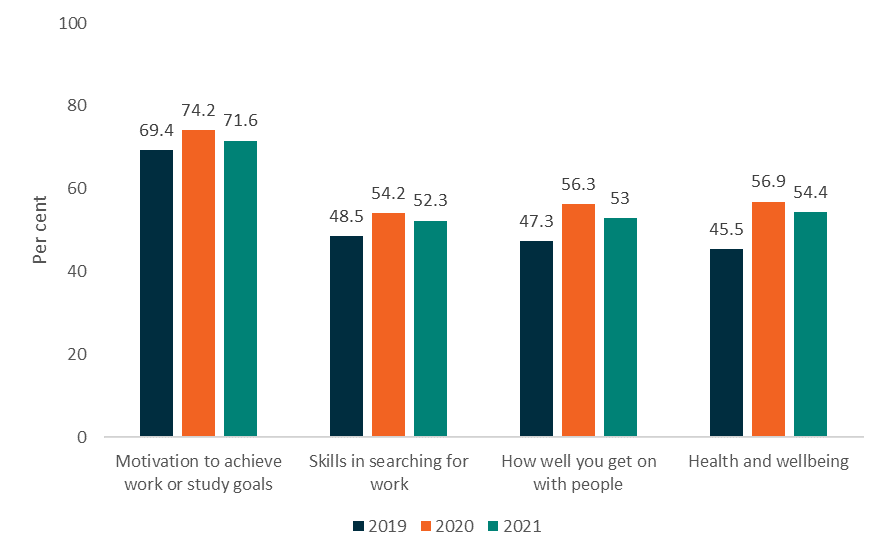 100
80
60
40
20
0
Per cent
69.4
74.2
71.6
48.5
54.2
52.3
47.3
56.3
53
45.5
56.9
54.4
Motivation to achieve
work or study goals
Skills in searching for
work
How well you get on
with people
Health and wellbeing
2019 2020 2021